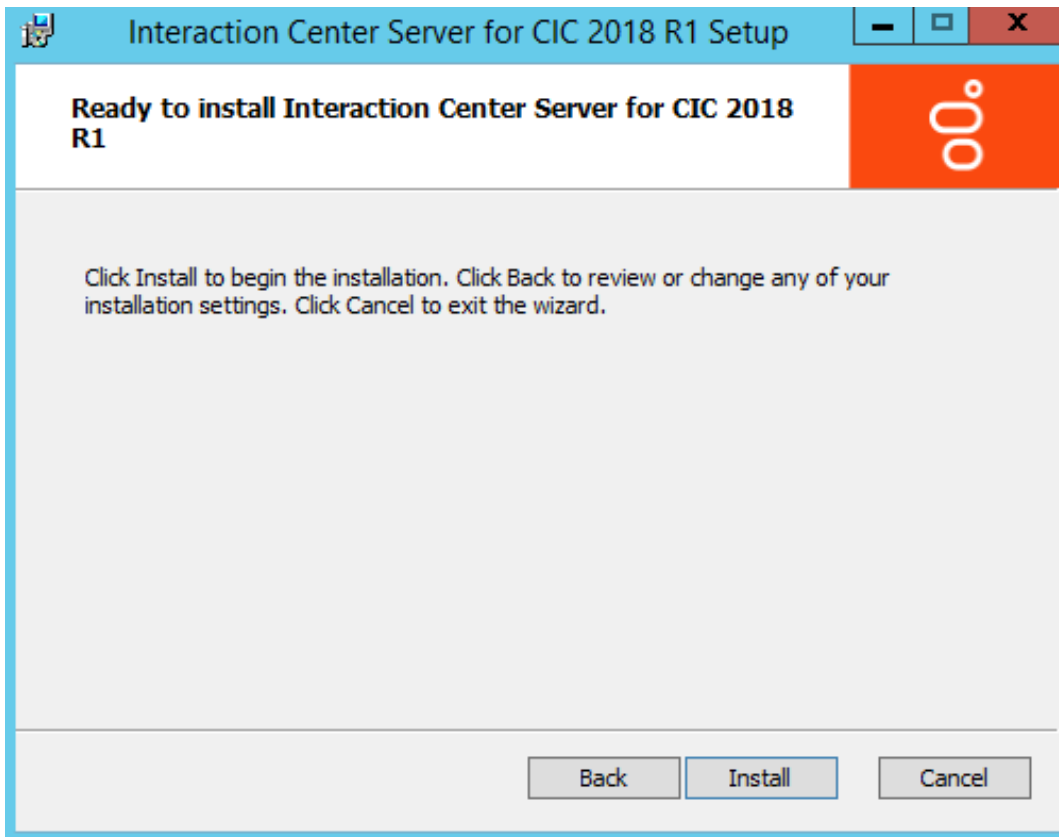 Interaction Center Server for CIC 2018 R1 Setup
Ready to install Interaction Center Server for CIC 2018
R1
Click Install to begin the installation. Click Back to review or change any of your
installation settings. Click Cancel to exit the wizard.
Back
Install
Cancel